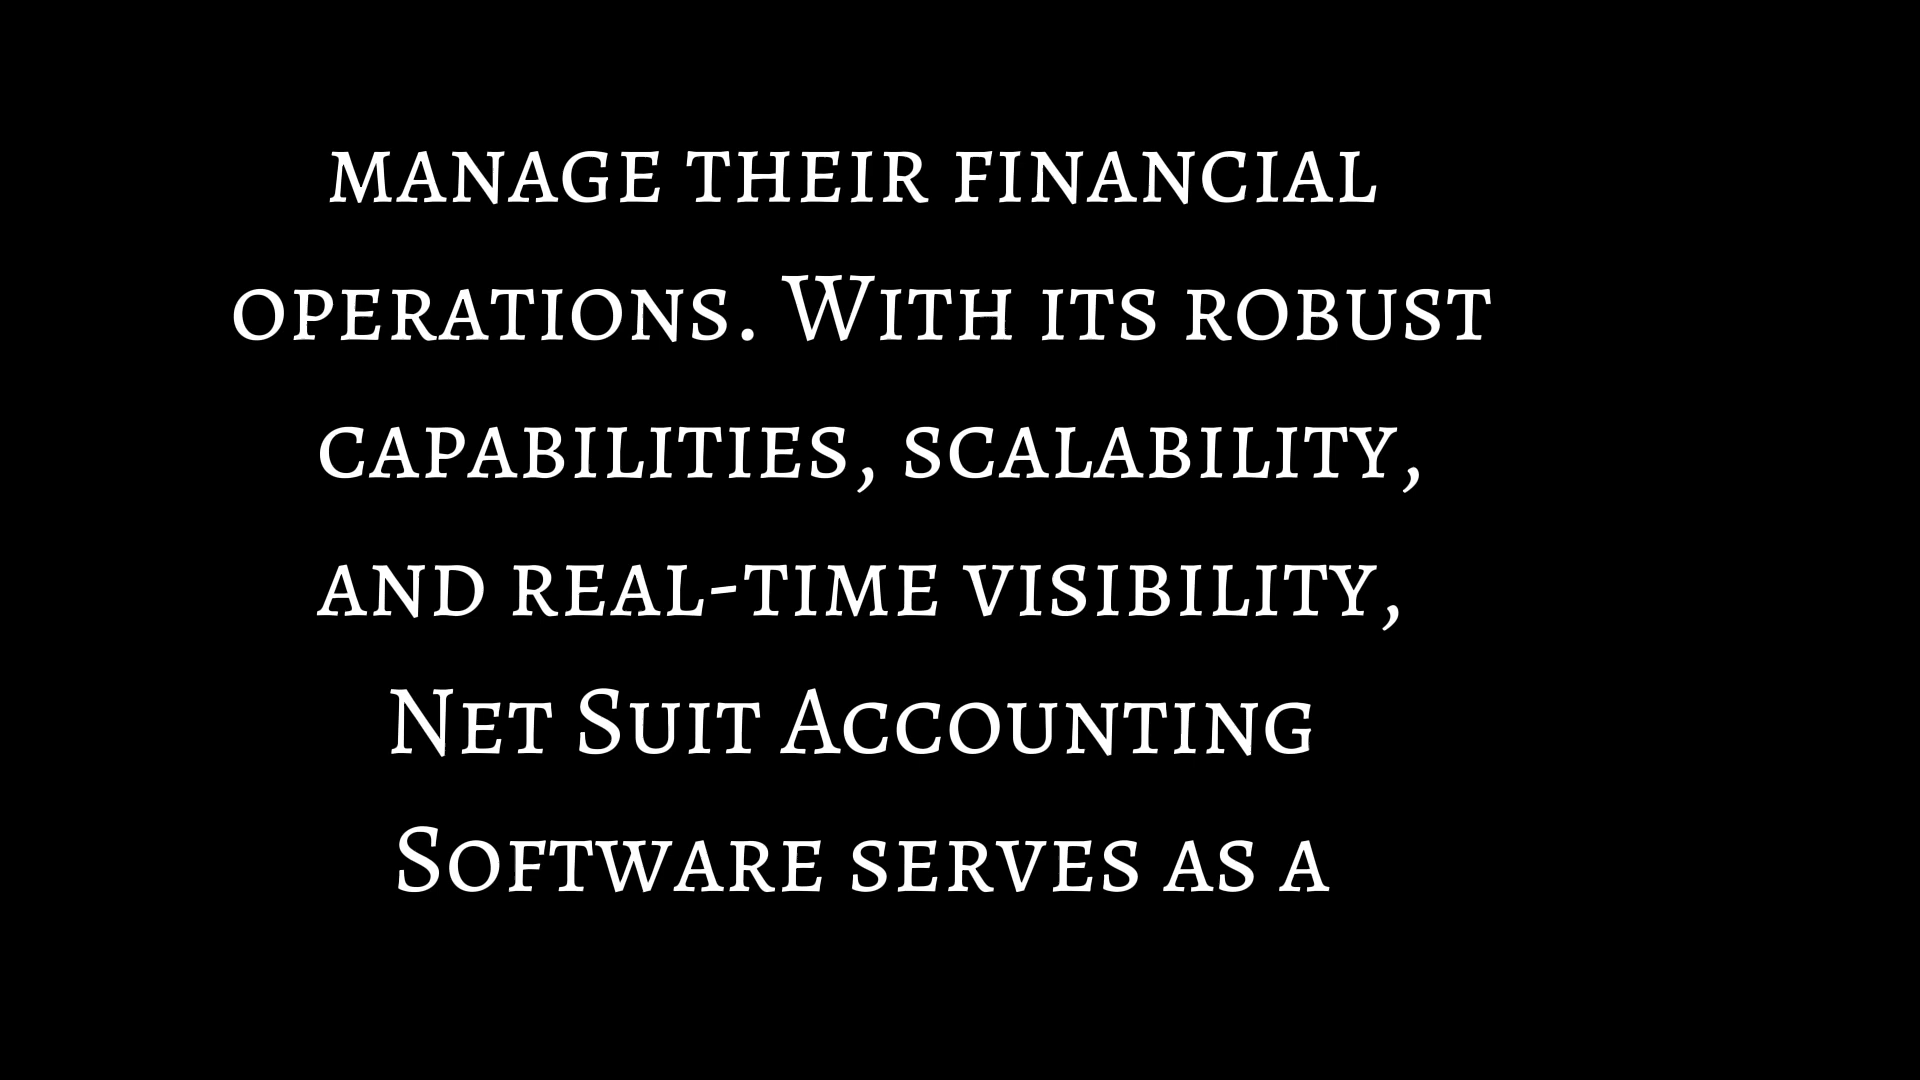 manage their financial
operations. With its robust
capabilities, scalability,
and real-time visibility,
Net Suit Accounting
Software serves as a